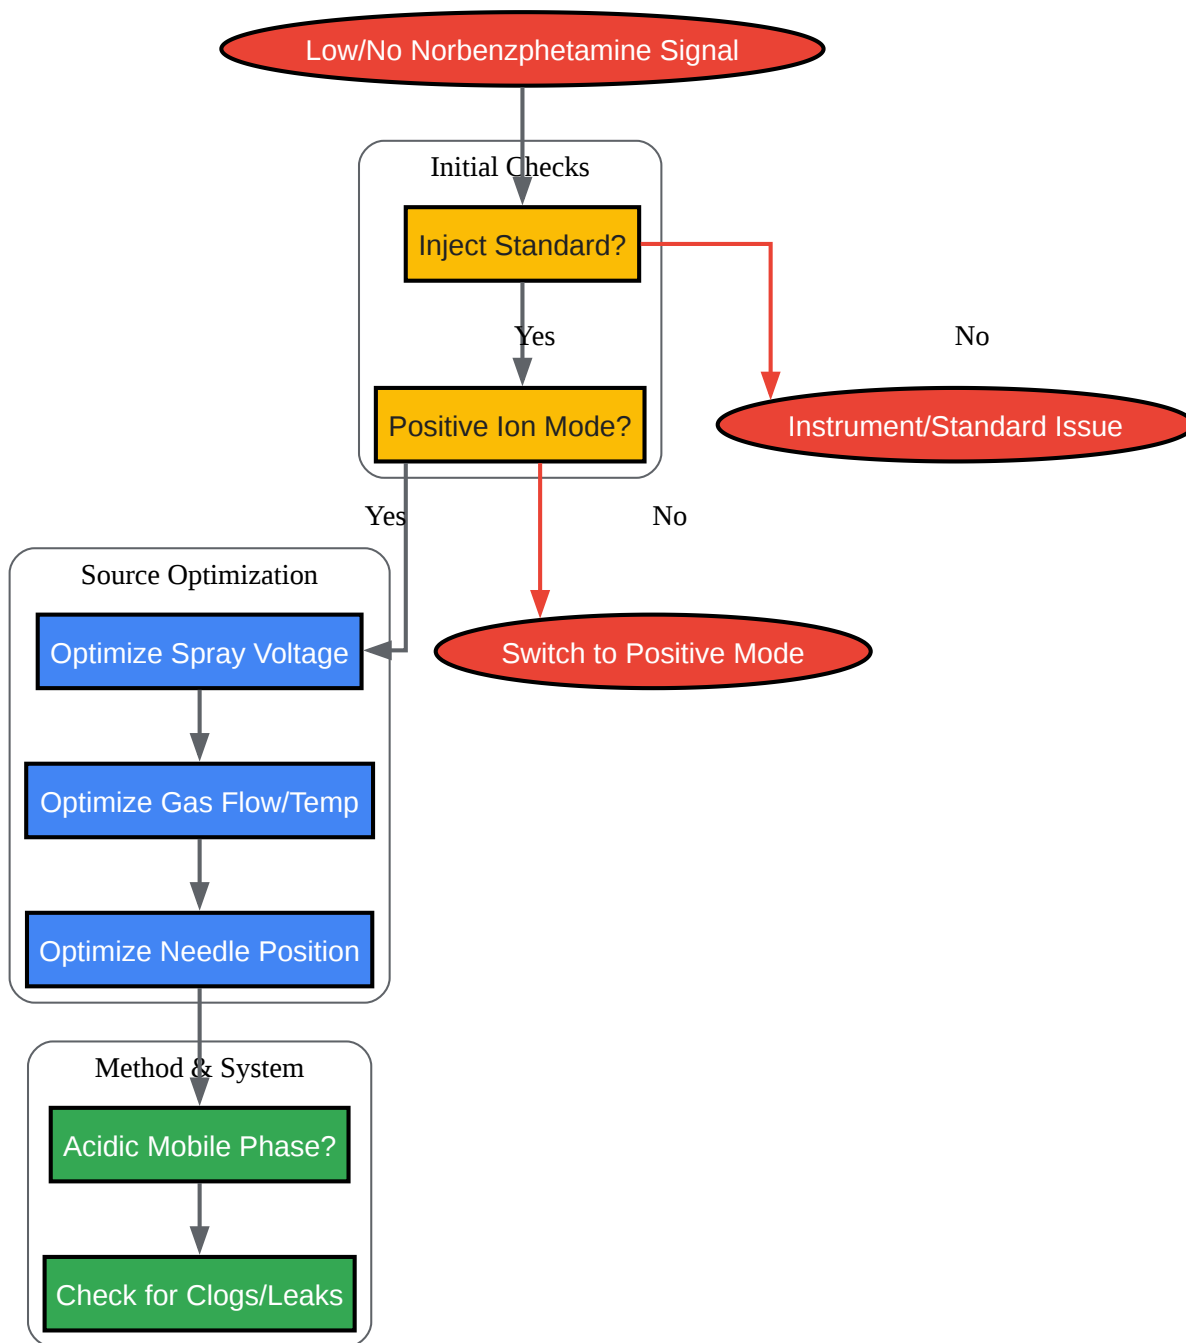 Low/No Norbenzphetamine Signal
Initial Checks
Inject Standard?
Yes
No
Positive Ion Mode?
Instrument/Standard Issue
Yes
No
Source Optimization
Optimize Spray Voltage
Switch to Positive Mode
Optimize Gas Flow/Temp
Optimize Needle Position
Method & System
Acidic Mobile Phase?
Check for Clogs/Leaks